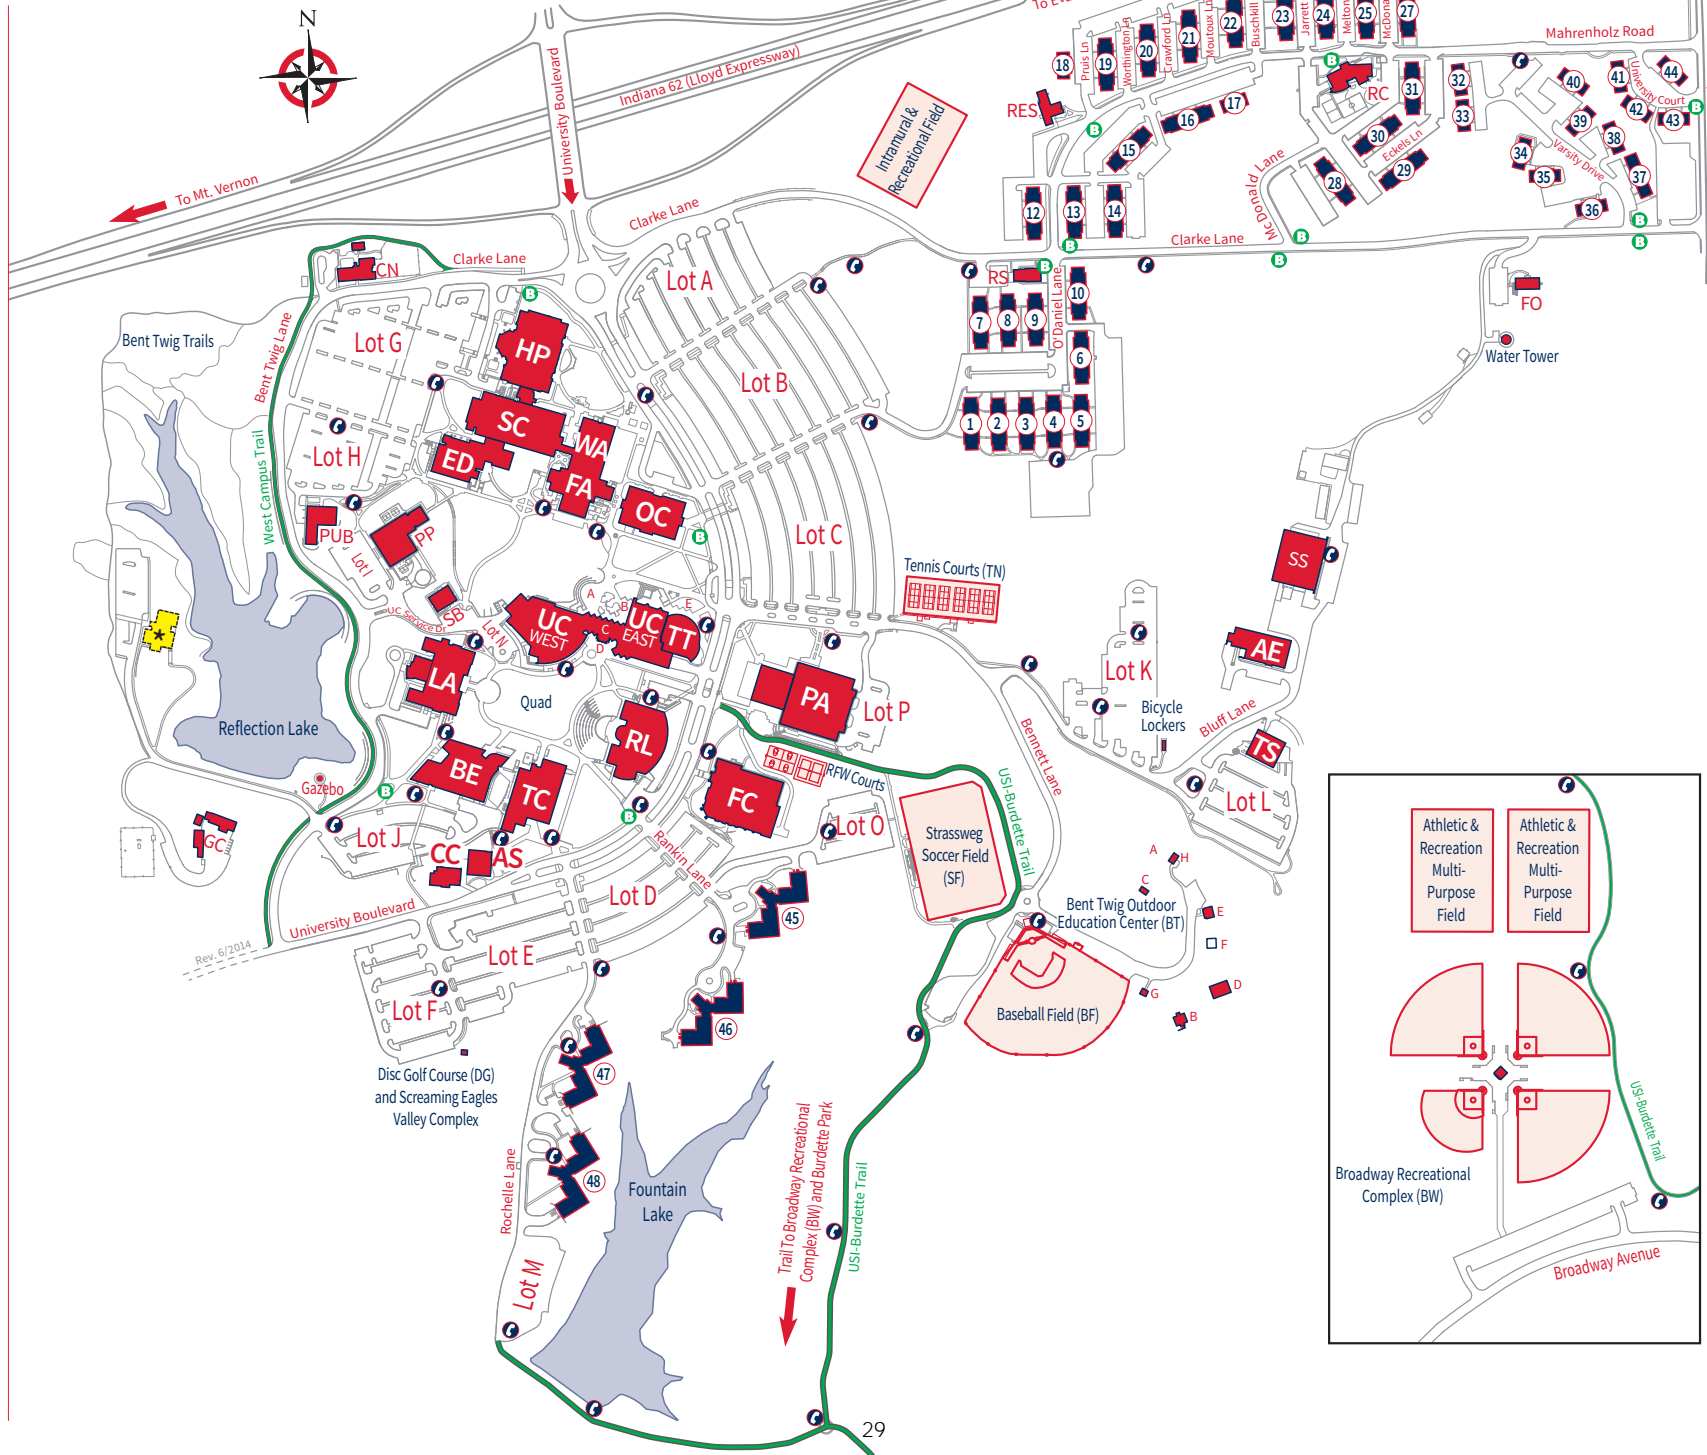 N
To Mt. Vernon
Indiana 62 (Lloyd Expressway)
University Boulevard
Clarke Lane
Intramural &
Recreational Field
RES
18
19
20
21
22
23
24
25
27
Pruis Ln
Worthington Ln
Crawford Ln
Moutoux Ln
Buschkill
Jarrett
Melton
McDona
Mahrenholz Road
RC
31
32
33
30
29
28
Eckels Ln
34
35
36
37
38
39
40
41
42
43
44
University Court
Varsity Drive
15
16
17
12
13
14
McDonald Lane
Clarke Lane
B
B
B
B
B
B
B
B
B
RS
O'Daniel Lane
10
7
8
9
6
1
2
3
4
5
FO
Water Tower
CN
Clarke Lane
B
Bent Twig Trails
Bent Twig Lane
West Campus Trail
Lot G
Lot H
Lot A
Lot B
Lot C
HP
SC
ED
WA
FA
OC
B
PUB
PP
Lot I
SB
UC Service Dr
Lot N
UC
WEST
UC
EAST
TT
A
B
C
D
E
Tennis Courts (TN)
SS
AE
Lot K
Bicycle
Lockers
Bluff Lane
TS
Lot L
Bennett Lane
*
Reflection Lake
Gazebo
GC
LA
Quad
BE
TC
RL
PA
Lot P
RFW Courts
FC
Lot O
B
B
Lot J
CC
AS
Rankin Lane
Lot D
University Boulevard
Rev. 6/2014
Lot E
Lot F
Strassweg
Soccer Field
(SF)
USI-Burdette Trail
Bent Twig Outdoor
Education Center (BT)
A
H
C
E
F
D
G
B
Baseball Field (BF)
45
46
47
48
Disc Golf Course (DG)
and Screaming Eagles
Valley Complex
Rochelle Lane
Lot M
Fountain
Lake
Trail To Broadway Recreational
Complex (BW) and Burdette Park
USI-Burdette Trail
Athletic &
Recreation
Multi-
Purpose
Field
Athletic &
Recreation
Multi-
Purpose
Field
USI-Burdette Trail
Broadway Recreational
Complex (BW)
Broadway Avenue
29